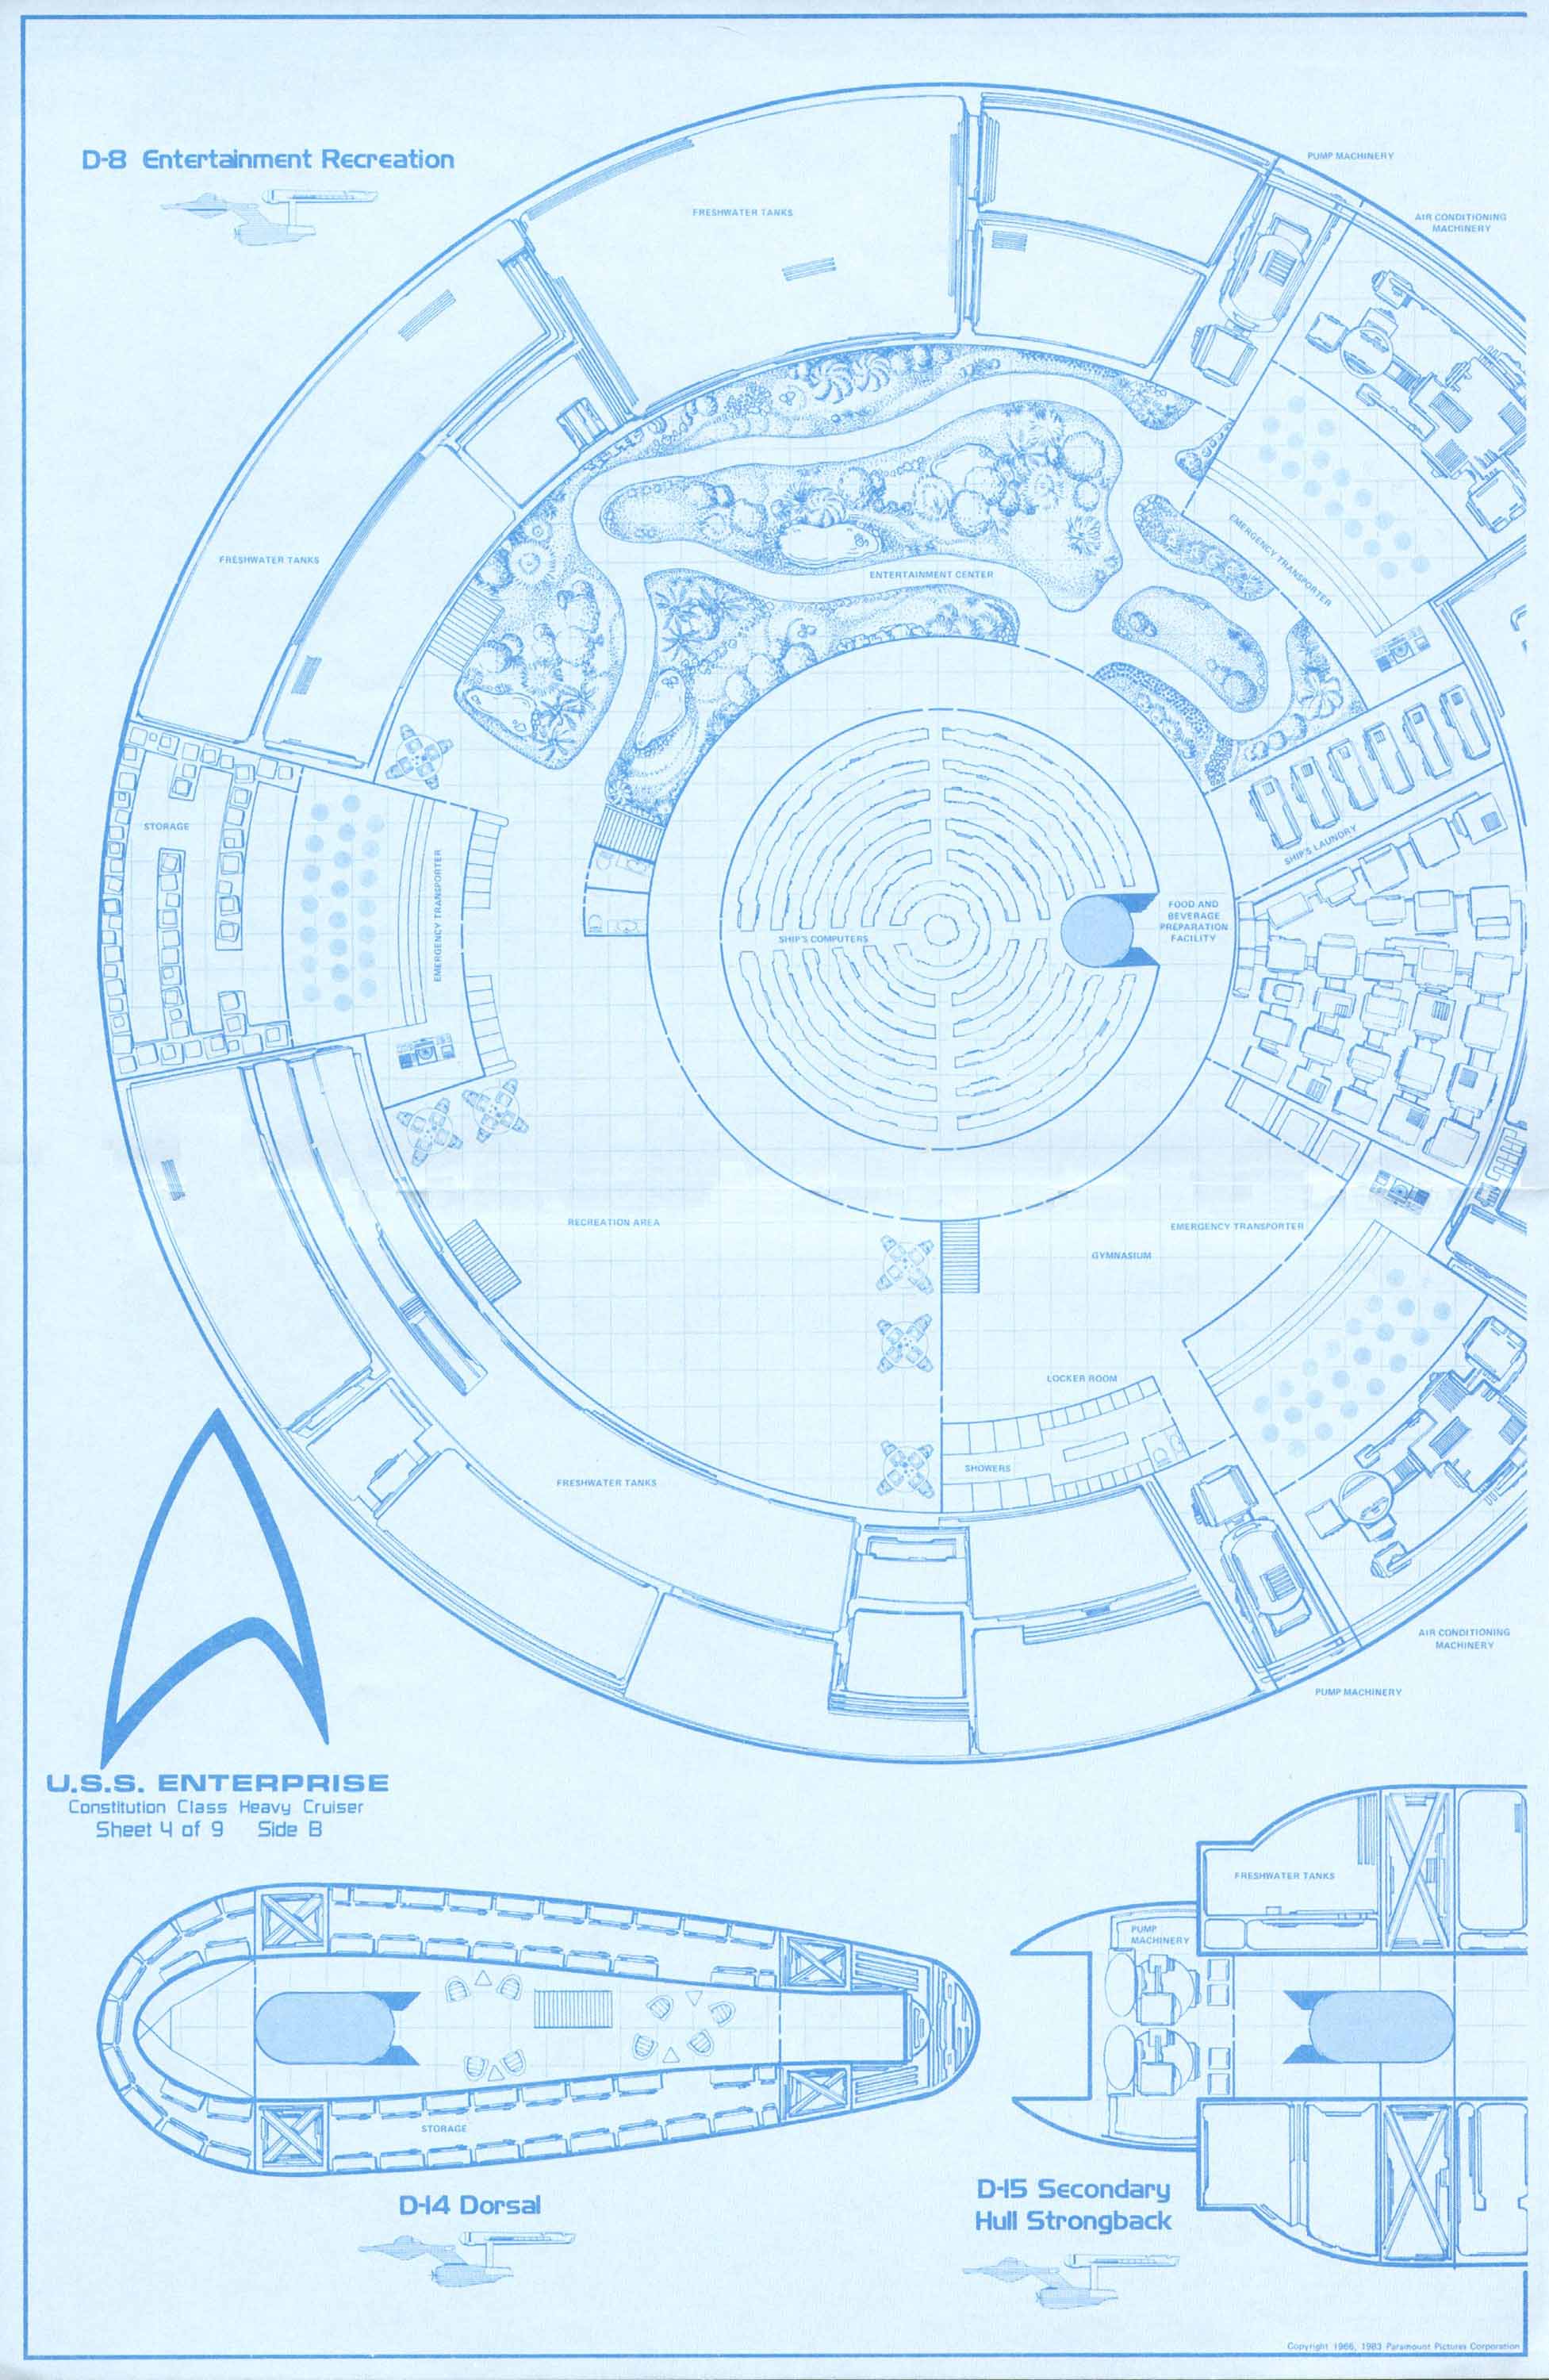 D-8 Entertainment Recreation
PUMP MACHINERY
AIR CONDITIONING
MACHINERY
FRESHWATER TANKS
FRESHWATER TANKS
EMERGENCY TRANSPORTER
ENTERTAINMENT CENTER
STORAGE
EMERGENCY TRANSPORTER
SHIP'S LAUNDRY
SHIP'S COMPUTERS
FOOD AND
BEVERAGE
PREPARATION
FACILITY
RECREATION AREA
EMERGENCY TRANSPORTER
GYMNASIUM
LOCKER ROOM
SHOWERS
FRESHWATER TANKS
AIR CONDITIONING
MACHINERY
PUMP MACHINERY
U.S.S. ENTERPRISE
Constitution Class Heavy Cruiser
Sheet 4 of 9 Side B
FRESHWATER TANKS
PUMP
MACHINERY
STORAGE
D-14 Dorsal
D-15 Secondary
Hull Strongback
Copyright 1966, 1983 Paramount Pictures Corporation